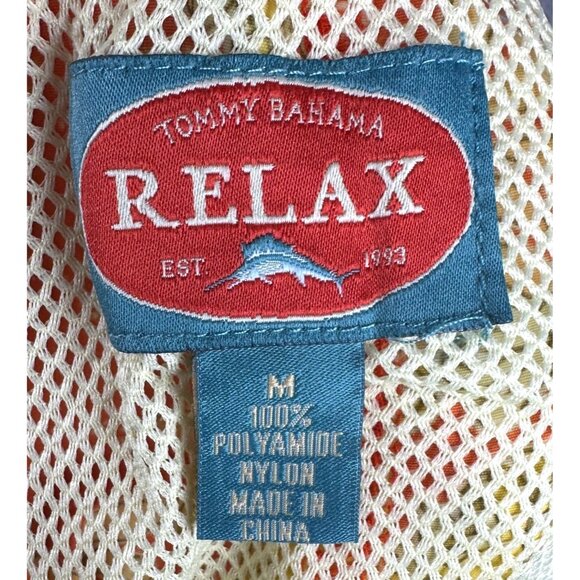 TOMMY BAHAMA
RELAX
EST. 1993
M
100%
POLYAMIDE
NYLON
MADE IN
CHINA